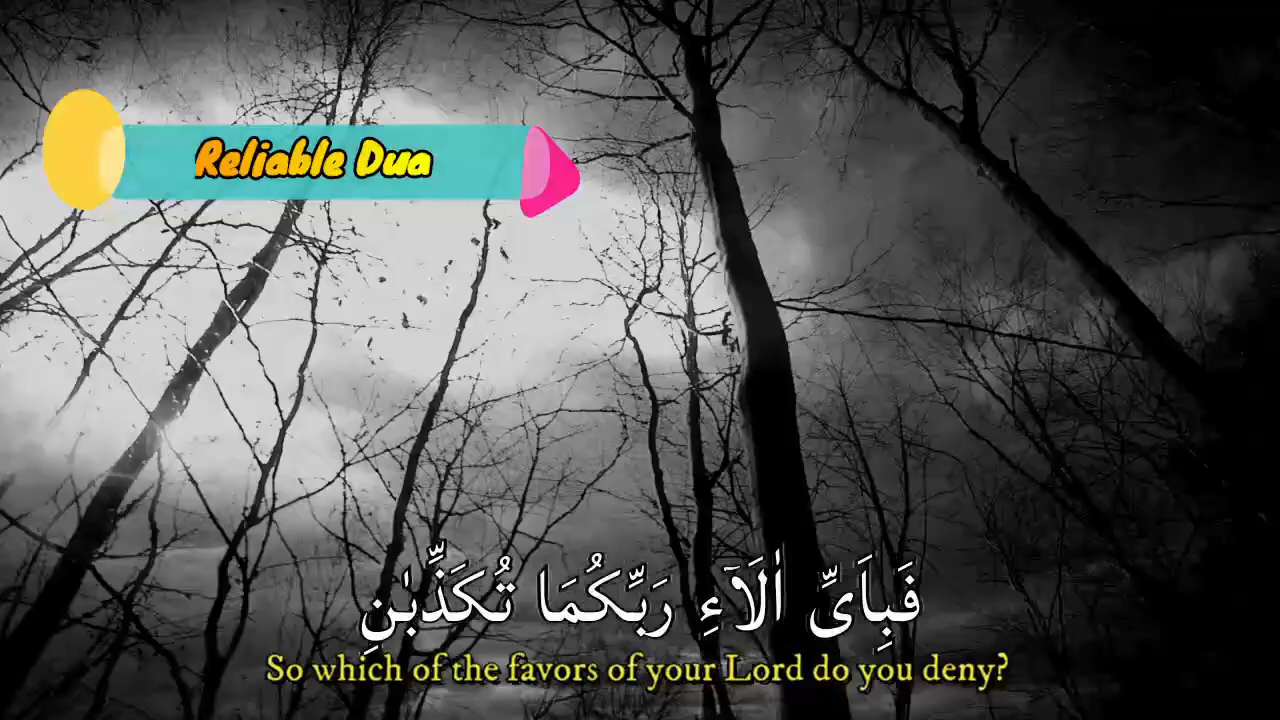 Reliable Dua
فَبِاَىِّ اٰلَآءِ رَبِّكُمَا تُكَذِّبٰنِ
So which of the favors of your Lord do you deny?